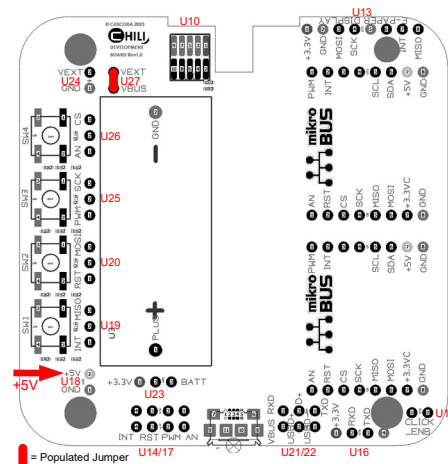 © CASCODA 2023
CHILI
DEVELOPMENT
BOARD Rev1.0
U10
U13
E-PAPER DISPLAY
+3.3V
GND
MOSI
SCK
INT
MISO
VEXT
GND
U24
VEXT
VBUS
U27
PWM
INT
SCL
SDA
+5V
GND
SW4
CS
AN
U26
GND
mikro
BUS
SW3
SCK
PWM
U25
AN
RST
CS
SCK
MISO
MOSI
+3.3VC
GND
SW2
MOSI
RST
U20
PWM
INT
SCL
SDA
+5V
GND
mikro
BUS
SW1
MISO
INT
U19
PLUS
+5V
+5V
U18
GND
+3.3V
BATT
U23
AN
RST
CS
SCK
MISO
MOSI
+3.3VC
GND
INT RST PWM AN
U14/17
VBUS
RXD
U21/22
TXD
+3.3V
RXD
TXD
GND
U16
CLICK
_ENB
= Populated Jumper